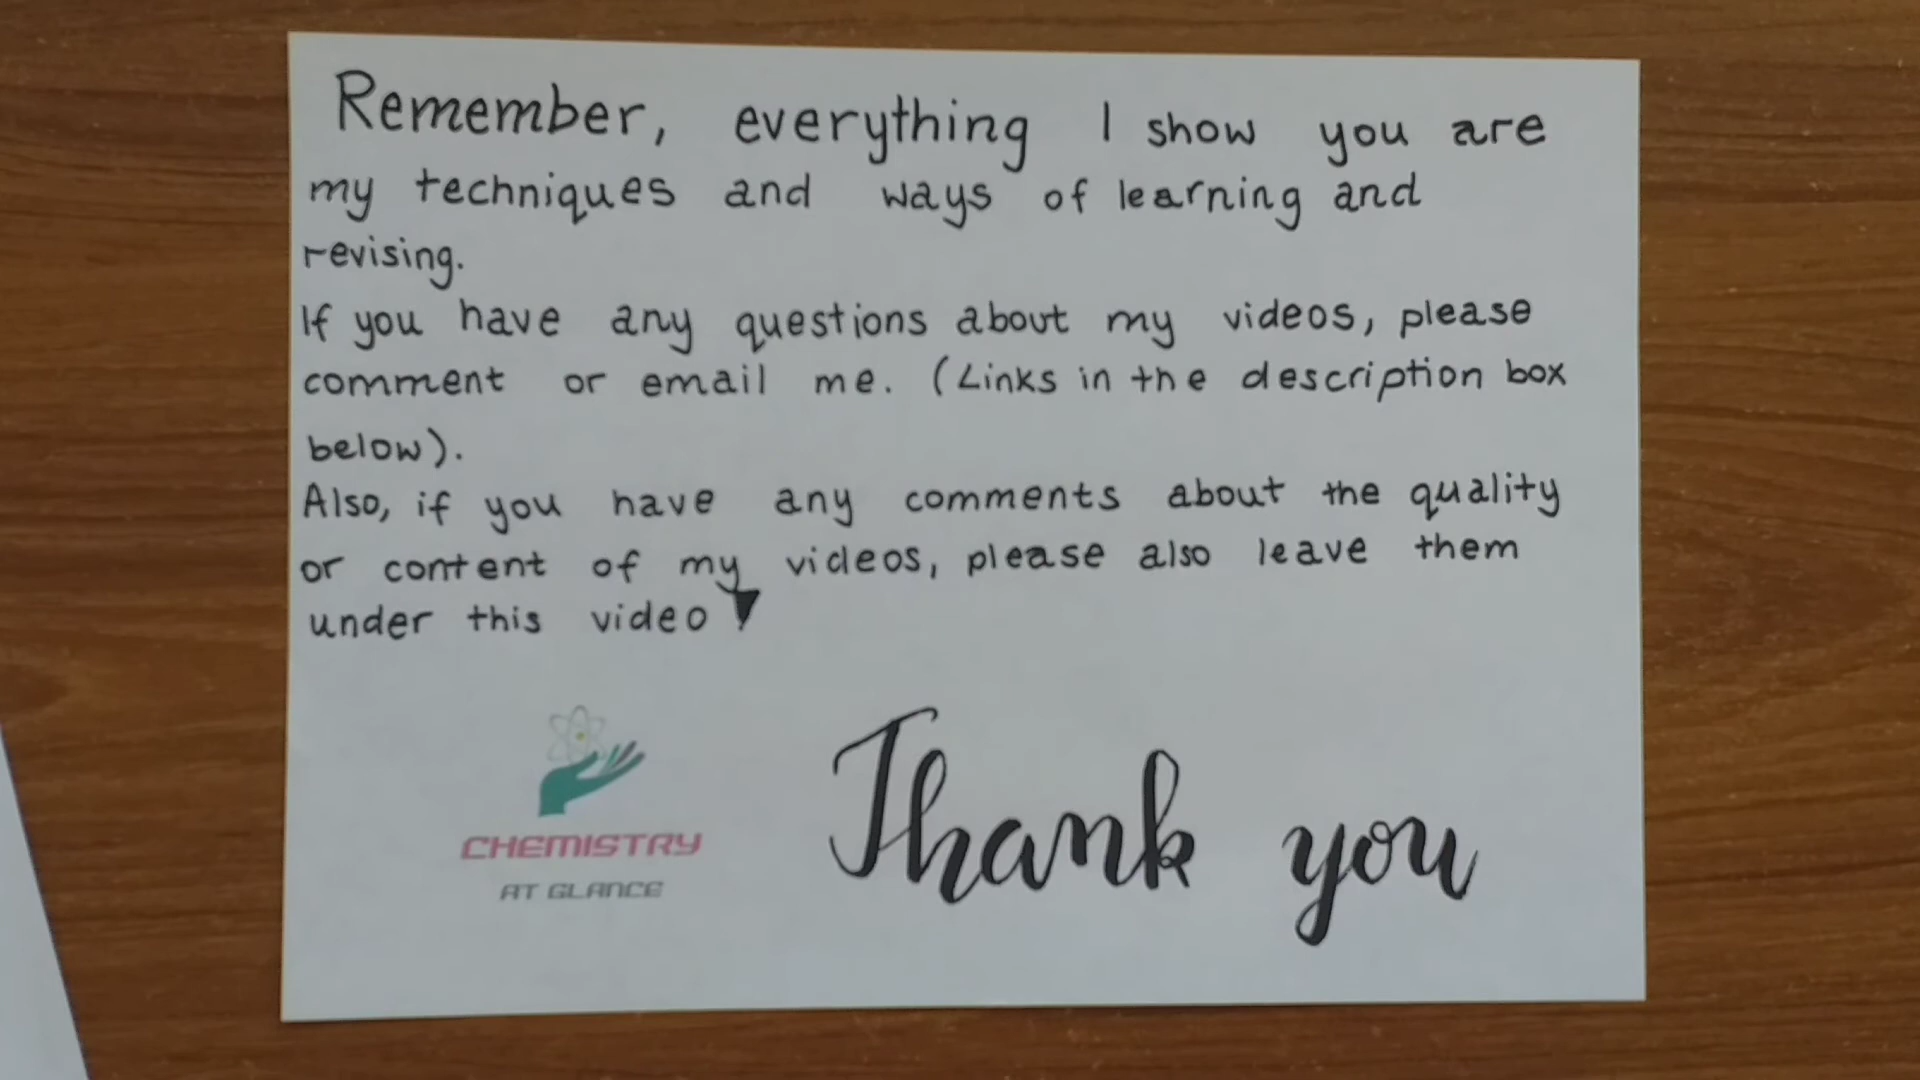 Remember, everything I show you are
my techniques and ways of learning and
revising.
If you have any questions about my videos, please
comment or email me. (Links in the description box
below).
Also, if you have any comments about the quality
or content of my videos, please also leave them
under this video
CHEMISTRY
AT GLANCE
Thank you